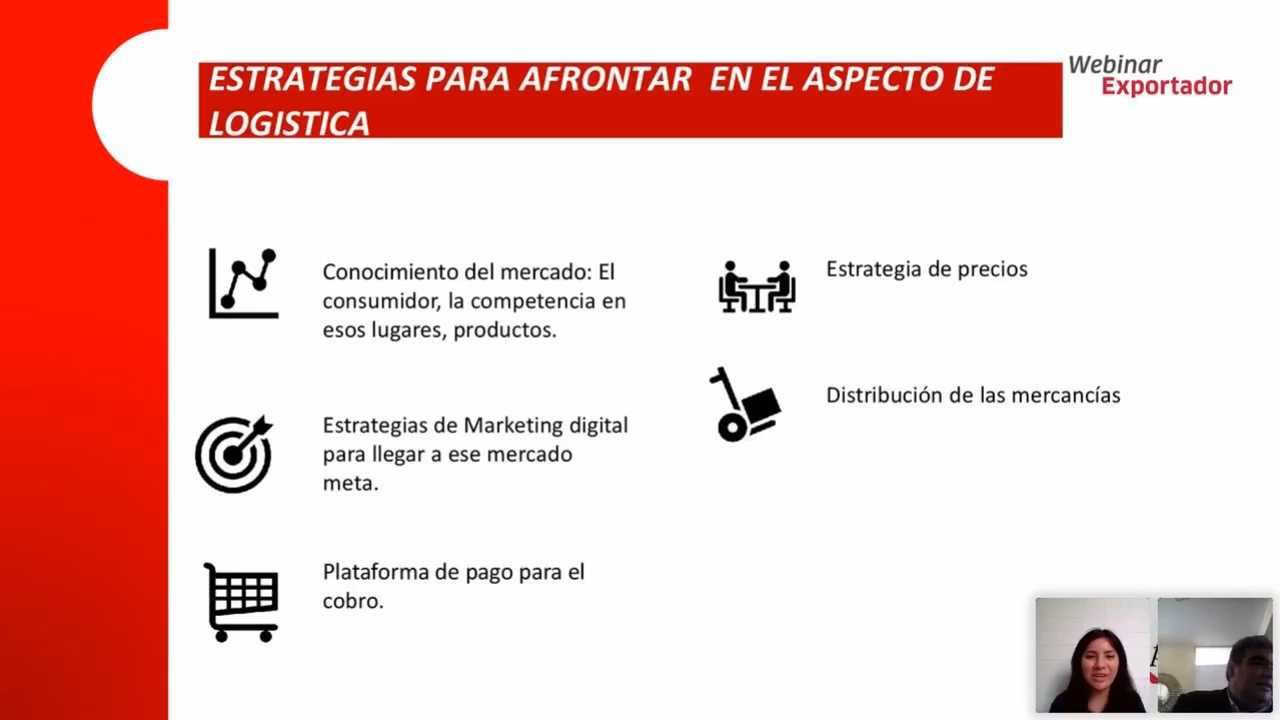 ESTRATEGIAS PARA AFRONTAR  EN EL ASPECTO DE
LOGISTICA
Webinar
Exportador
Conocimiento del mercado: El
consumidor, la competencia en
esos lugares, productos.
Estrategias de Marketing digital
para llegar a ese mercado
meta.
Plataforma de pago para el
cobro.
Estrategia de precios
Distribución de las mercancías